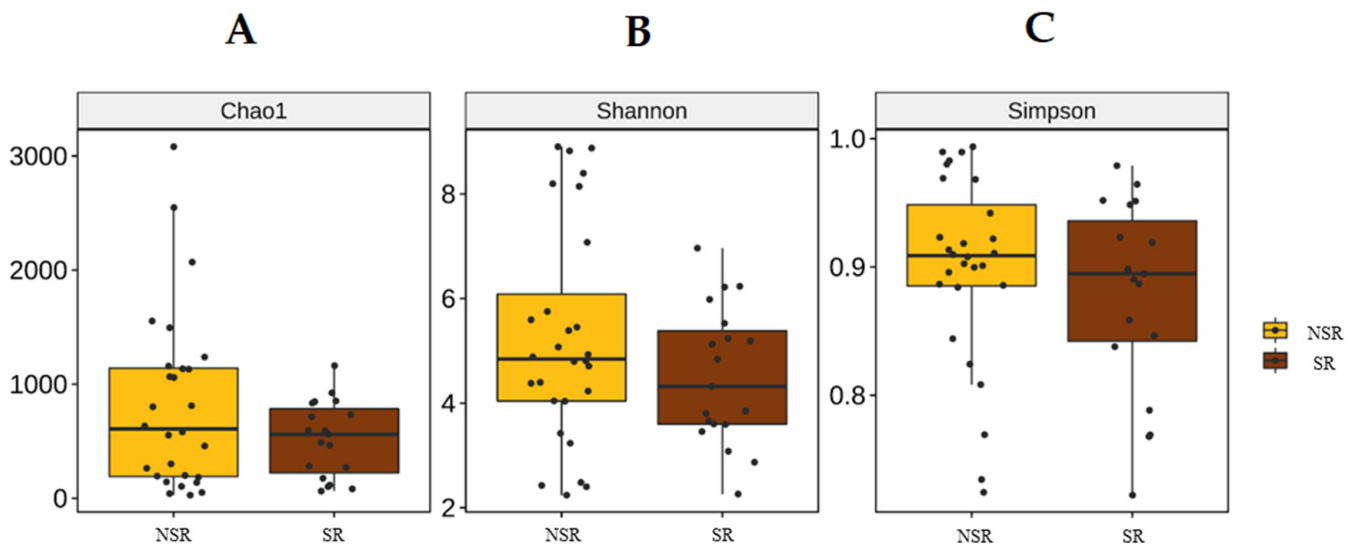 A
B
C
Chao1
Shannon
Simpson
3000
2000
1000
0
NSR
SR
8
6
4
2
NSR
SR
1.0
0.9
0.8
NSR
SR
NSR
SR